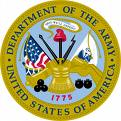 DEPARTMENT OF THE ARMY
UNITED STATES OF AMERICA
1775